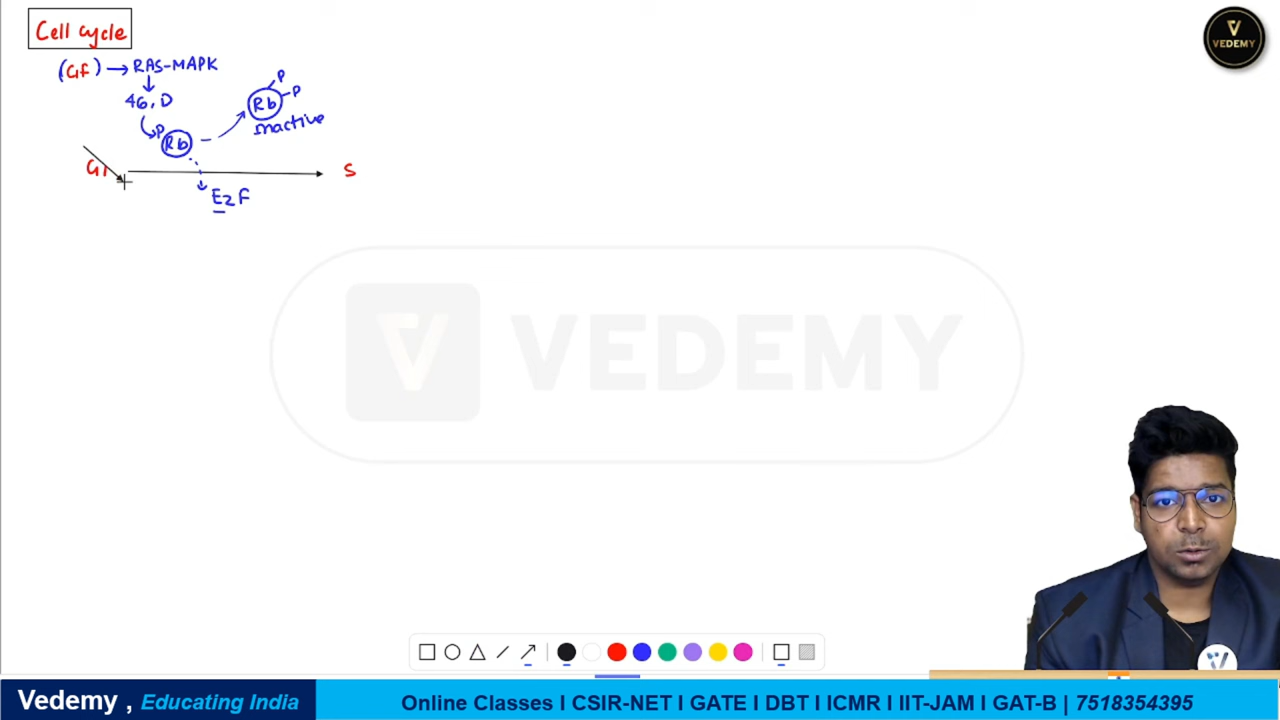 Cell cycle
VEDEMY
(Gf) → RAS-MAPK
46, D
P Rb
Rb P P
Inactive
G1
S
E2F
VEDEMY
Vedemy , Educating India
Online Classes I CSIR-NET I GATE I DBT I ICMR I IIT-JAM I GAT-B | 7518354395